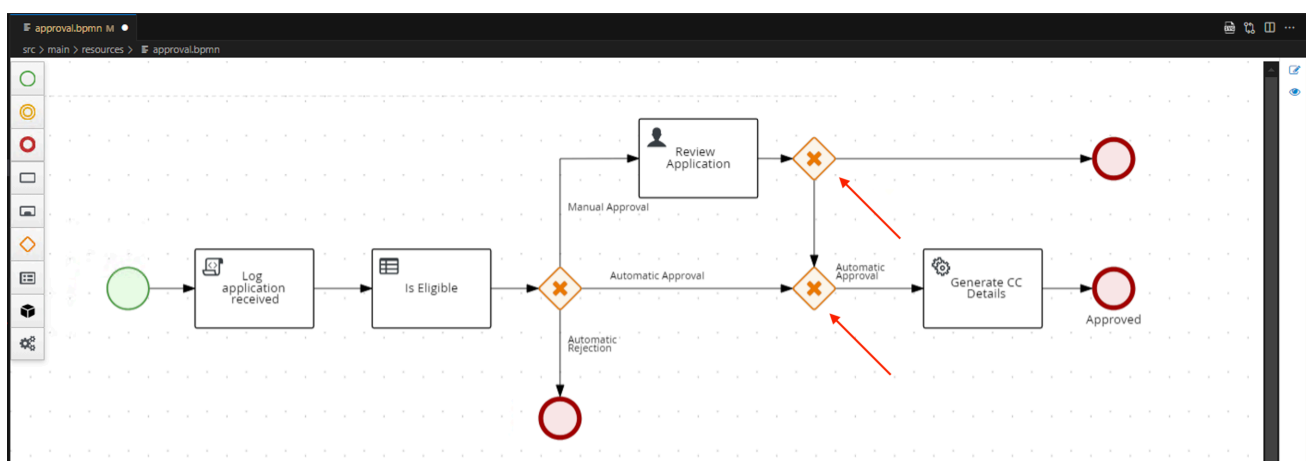 approval.bpmn M
src > main > resources > approval.bpmn
Review
Application
Manual Approval
Log
application
received
Is Eligible
Automatic Approval
Automatic
Approval
Generate CC
Details
Approved
Automatic
Rejection